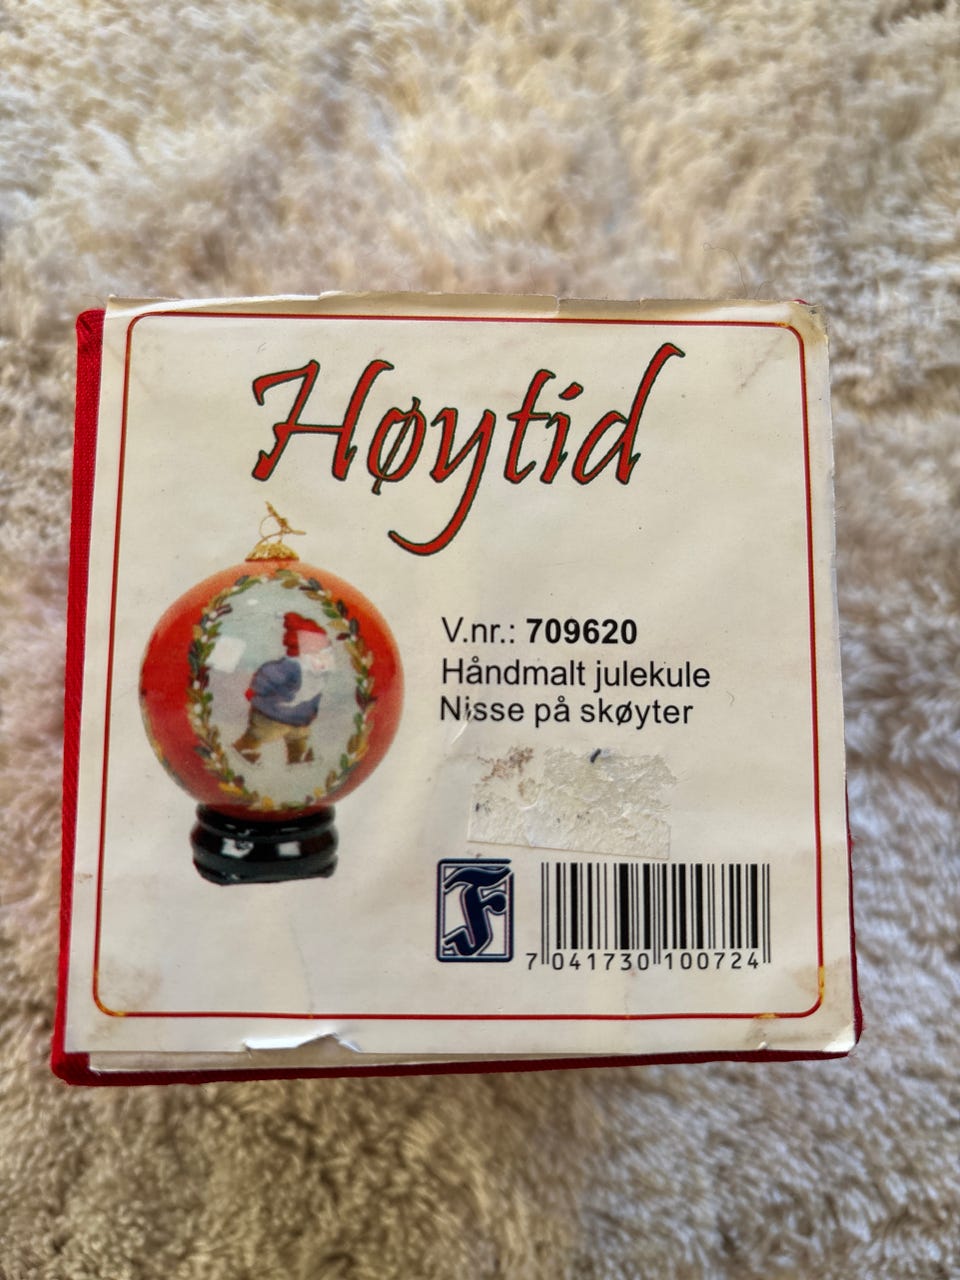 Høytid
V.nr.: 709620
Håndmalt julekule
Nisse på skøyter
F
7 041730 100724